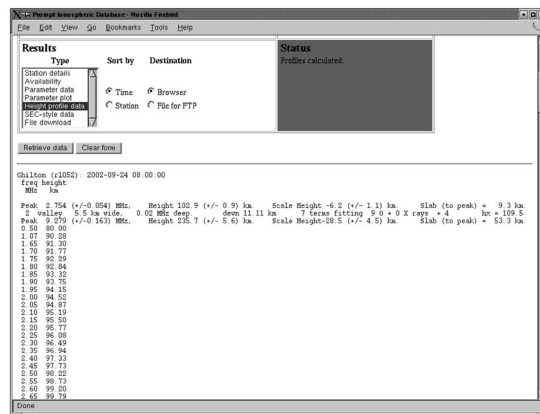 Prompt Ionospheric Database - Mozilla Firebird
File Edit View Go Bookmarks Tools Help
Results
Type Sort by Destination
Station details
Availability
Parameter data
Parameter plot
Height profile data
SEC-style data
File download
Time Browser
Station File for FTP
Status
Profiles calculated.
Retrieve data Clear form
Chilton (r1052): 2002-09-24 08:00:00
freq height
MHz km
Peak 2.754 (+/-0.054) MHz, Height 102.9 (+/- 0.9) km. Scale Height -6.2 (+/- 1.1) km. Slab (to peak) = 9.3 km.
2 valley 5.5 km wide, 0.02 MHz deep. devn 11.11 km 7 terms fitting 9 O + 0 X rays + 4 hx = 109.5
Peak 9.279 (+/-0.163) MHz, Height 235.7 (+/- 5.6) km. Scale Height-28.5 (+/- 4.5) km. Slab (to peak) = 53.3 km.
0.50 80.00
1.07 90.28
1.65 91.30
1.70 91.77
1.75 92.29
1.80 92.84
1.85 93.32
1.90 93.75
1.95 94.15
2.00 94.52
2.05 94.87
2.10 95.19
2.15 95.50
2.20 95.77
2.25 96.08
2.30 96.49
2.35 96.94
2.40 97.33
2.45 97.73
2.50 98.22
2.55 98.73
2.60 99.20
2.65 99.79
Done